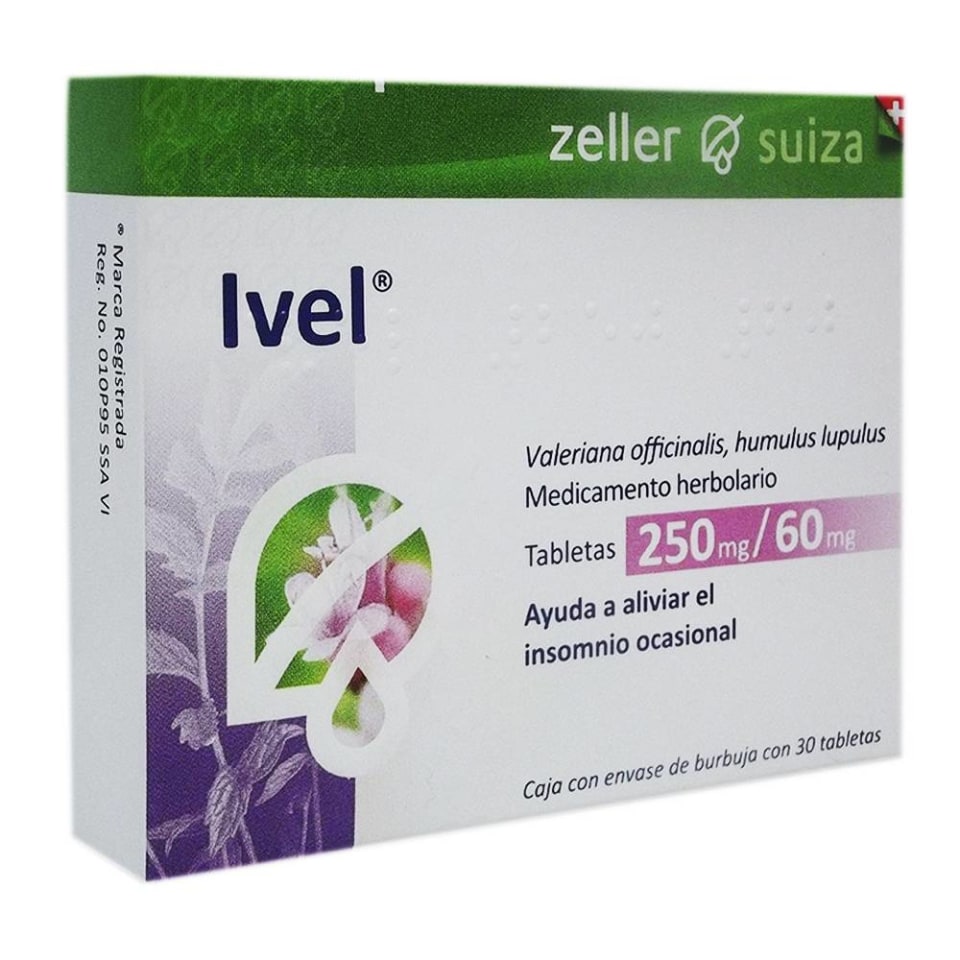 zeller suiza
Ivel®
Valeriana officinalis, humulus lupulus
Medicamento herbolario
Tabletas 250mg/60mg
Ayuda a aliviar el
insomnio ocasional
Caja con envase de burbuja con 30 tabletas
® Marca Registrada
Reg. No. 010P95 SSA VI